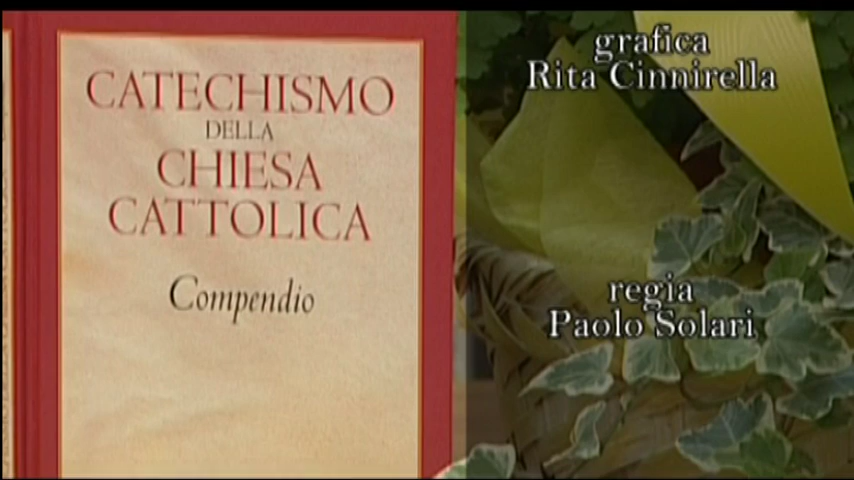 CATECHISMO
DELLA
CHIESA
CATTOLICA
Compendio
grafica
Rita Cinnirella
regia
Paolo Solari